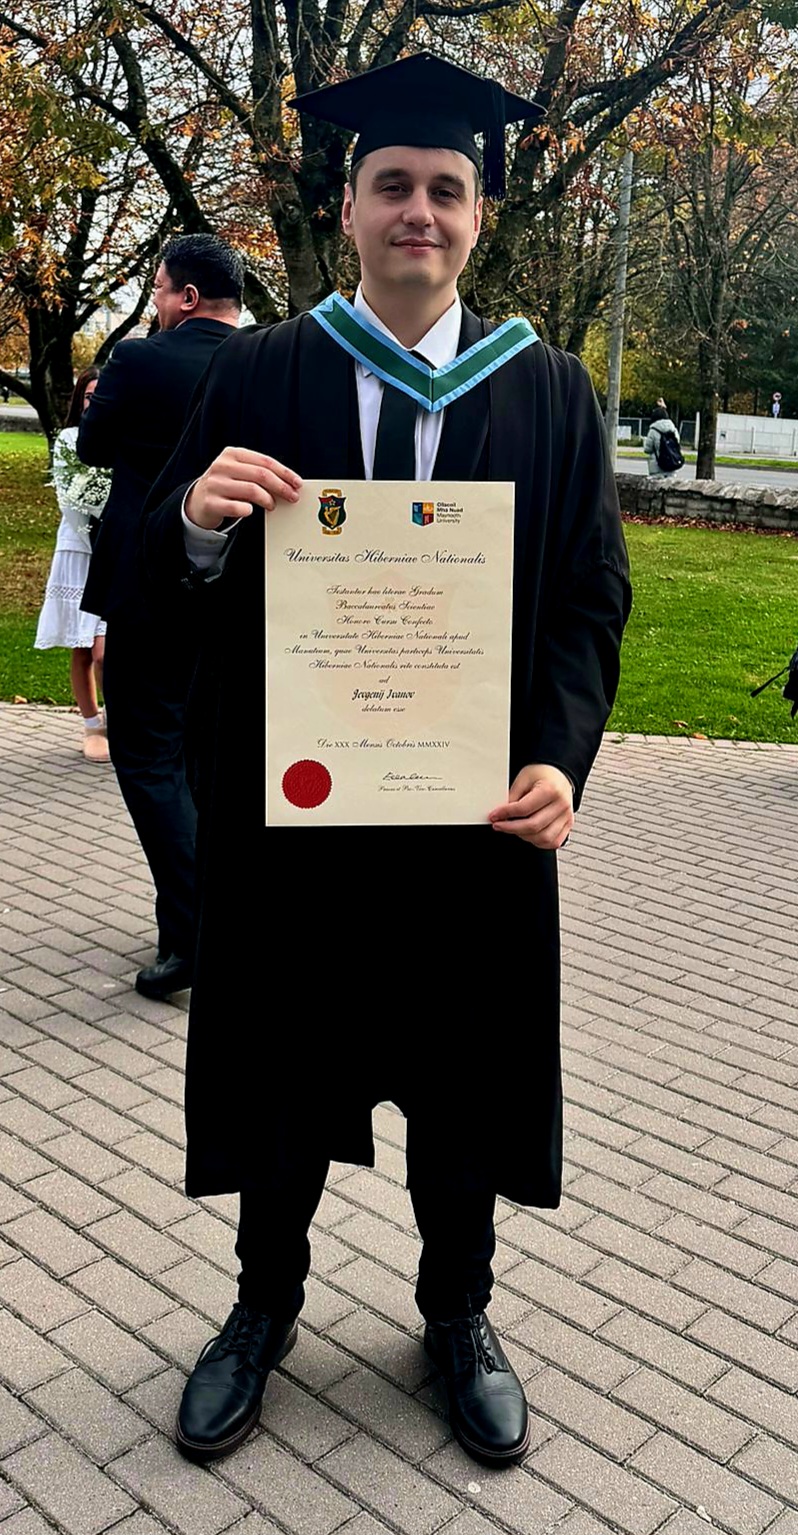 Ollscoil
Mhá Nuad
Maynooth
University
Universitas Hiberniae Nationalis
Testantur hae literae Gradum
Baccalaureatus Scientiae
Honore Cursu Confecto
in Universitate Hiberniae Nationali apud
Manutium, quae Universitas particeps Universitatis
Hiberniae Nationalis rite constituta est
ad
Jevgenij Ivanov
delatum esse
Die XXX Mensis Octobris MMXXIV